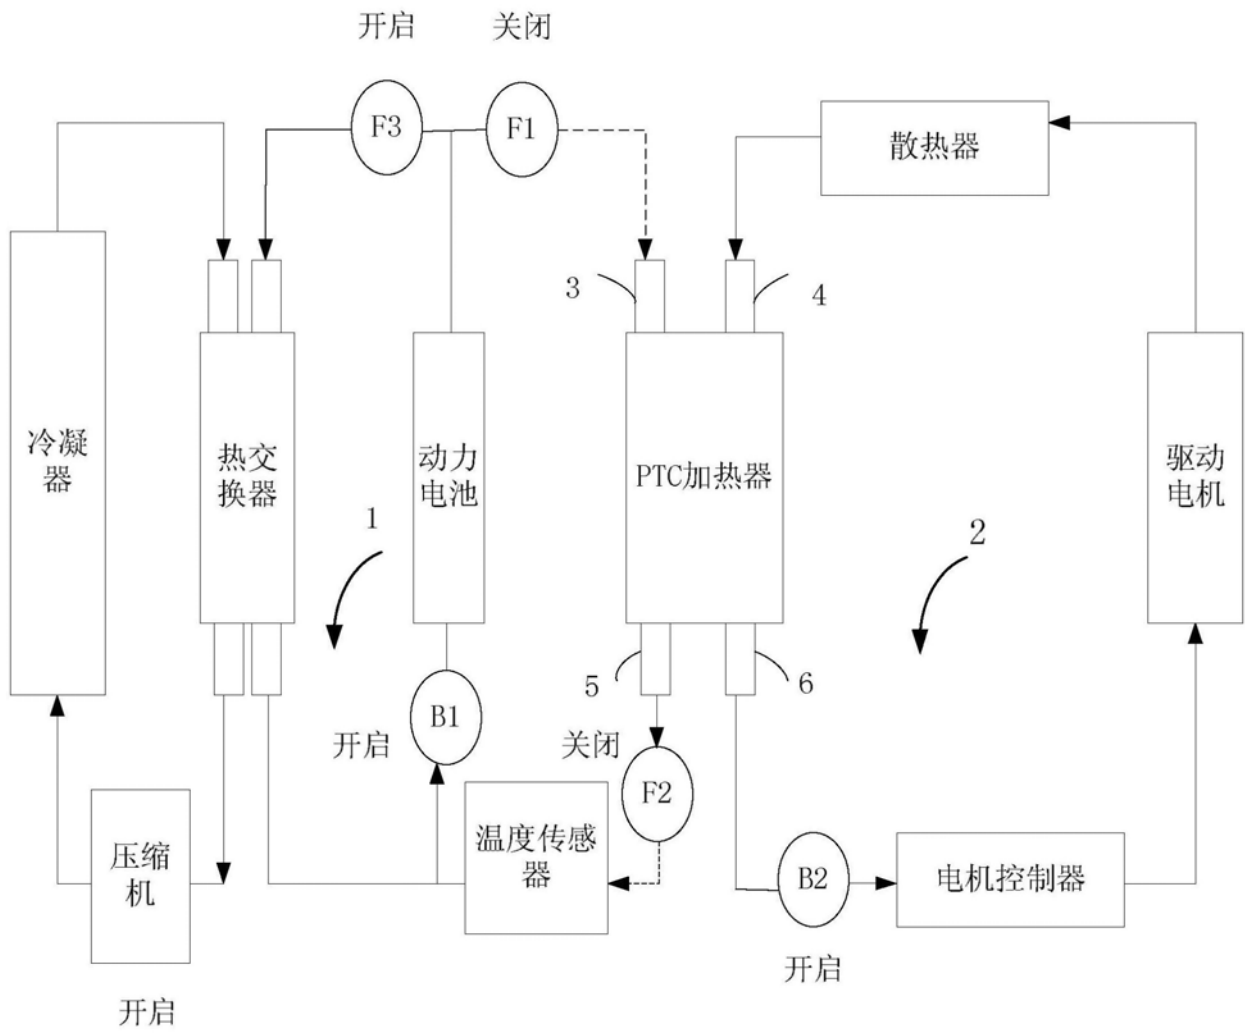 开启
关闭
F3
F1
散热器
3
4
冷凝
器
热交
换器
动力
电池
PTC加热器
驱动
电机
1
2
5
6
B1
开启
关闭
F2
压缩
机
温度传感
器
B2
电机控制器
开启
开启